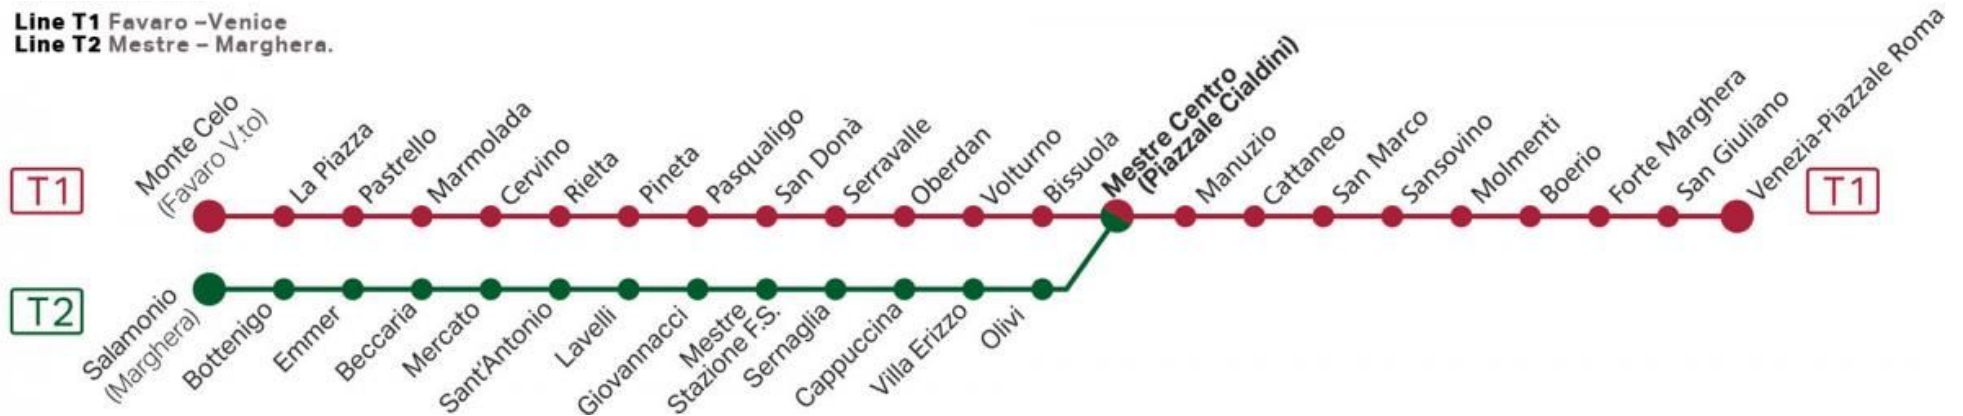 Line T1 Favaro –Venice
Line T2 Mestre – Marghera.
T1
Monte Celo
(Favaro V.to)
La Piazza
Pastrello
Marmolada
Cervino
Rielta
Pineta
Pasqualigo
San Donà
Serravalle
Oberdan
Volturno
Bissuola
Mestre Centro
(Piazzale Cialdini)
Manuzio
Cattaneo
San Marco
Sansovino
Molmenti
Boerio
Forte Marghera
San Giuliano
Venezia-Piazzale Roma
T1
T2
Salamonio
(Marghera)
Bottenigo
Emmer
Beccaria
Mercato
Sant'Antonio
Lavelli
Giovannacci
Mestre
Stazione F.S.
Sernaglia
Cappuccina
Villa Erizzo
Olivi